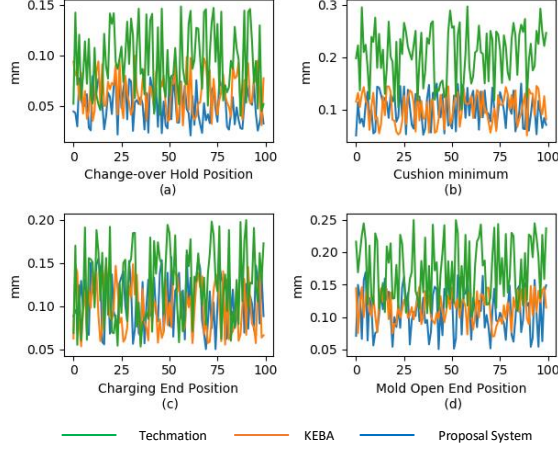 0.15
0.10
0.05
mm
0 25 50 75 100
Change-over Hold Position
(a)
0.3
0.2
0.1
mm
0 25 50 75 100
Cushion minimum
(b)
0.20
0.15
0.10
0.05
mm
0 25 50 75 100
Charging End Position
(c)
0.25
0.20
0.15
0.10
0.05
mm
0 25 50 75 100
Mold Open End Position
(d)
Techmation KEBA Proposal System